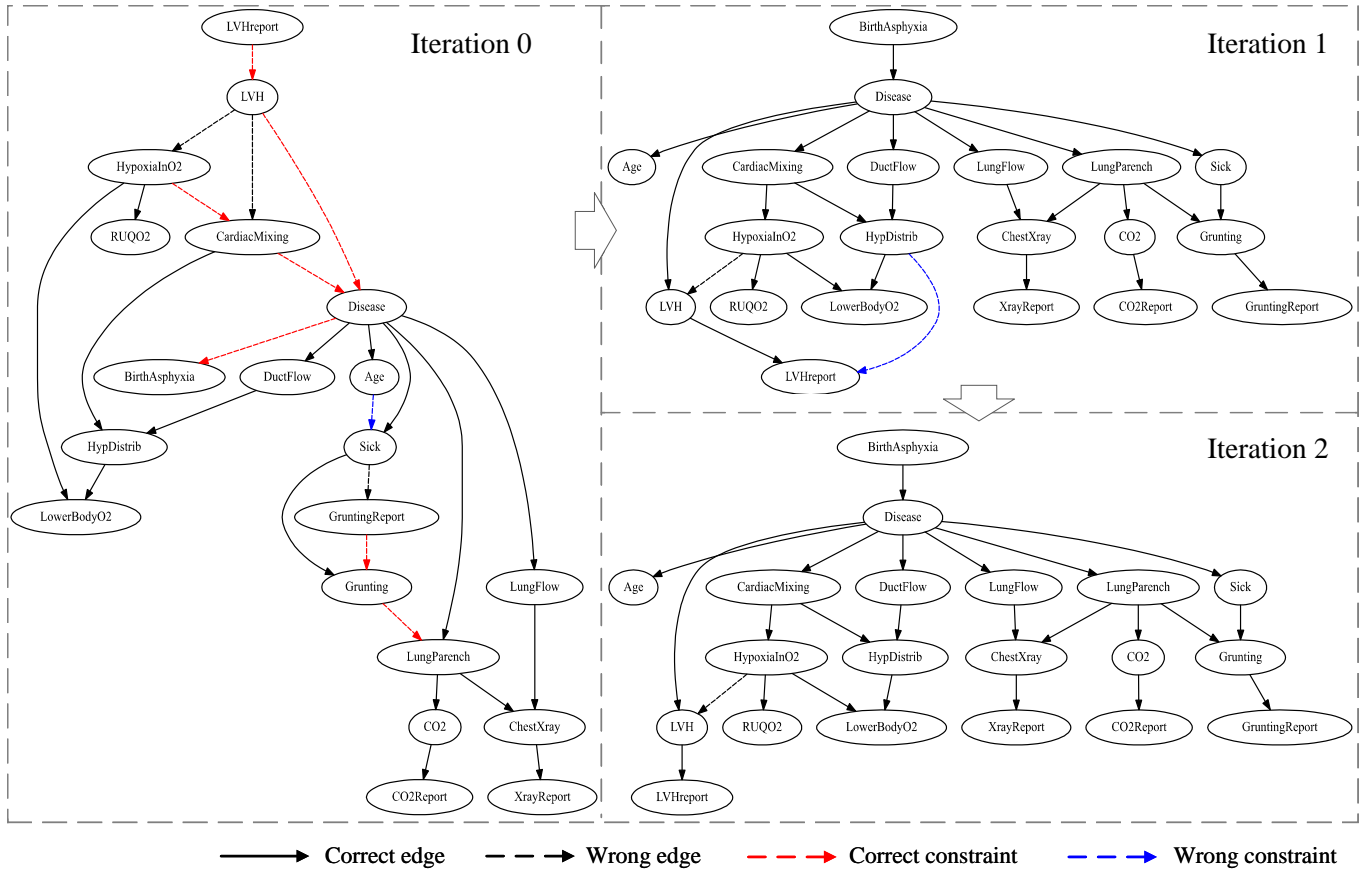 Iteration 0
LVHreport
LVH
HypoxiaInO2
RUQO2
CardiacMixing
Disease
BirthAsphyxia
DuctFlow
Age
HypDistrib
Sick
LowerBodyO2
GruntingReport
Grunting
LungFlow
LungParench
CO2
ChestXray
CO2Report
XrayReport
Iteration 1
BirthAsphyxia
Disease
Age
CardiacMixing
DuctFlow
LungFlow
LungParench
Sick
HypoxiaInO2
HypDistrib
ChestXray
CO2
Grunting
LVH
RUQO2
LowerBodyO2
XrayReport
CO2Report
GruntingReport
LVHreport
Iteration 2
BirthAsphyxia
Disease
Age
CardiacMixing
DuctFlow
LungFlow
LungParench
Sick
HypoxiaInO2
HypDistrib
ChestXray
CO2
Grunting
LVH
RUQO2
LowerBodyO2
XrayReport
CO2Report
GruntingReport
LVHreport
Correct edge
Wrong edge
Correct constraint
Wrong constraint